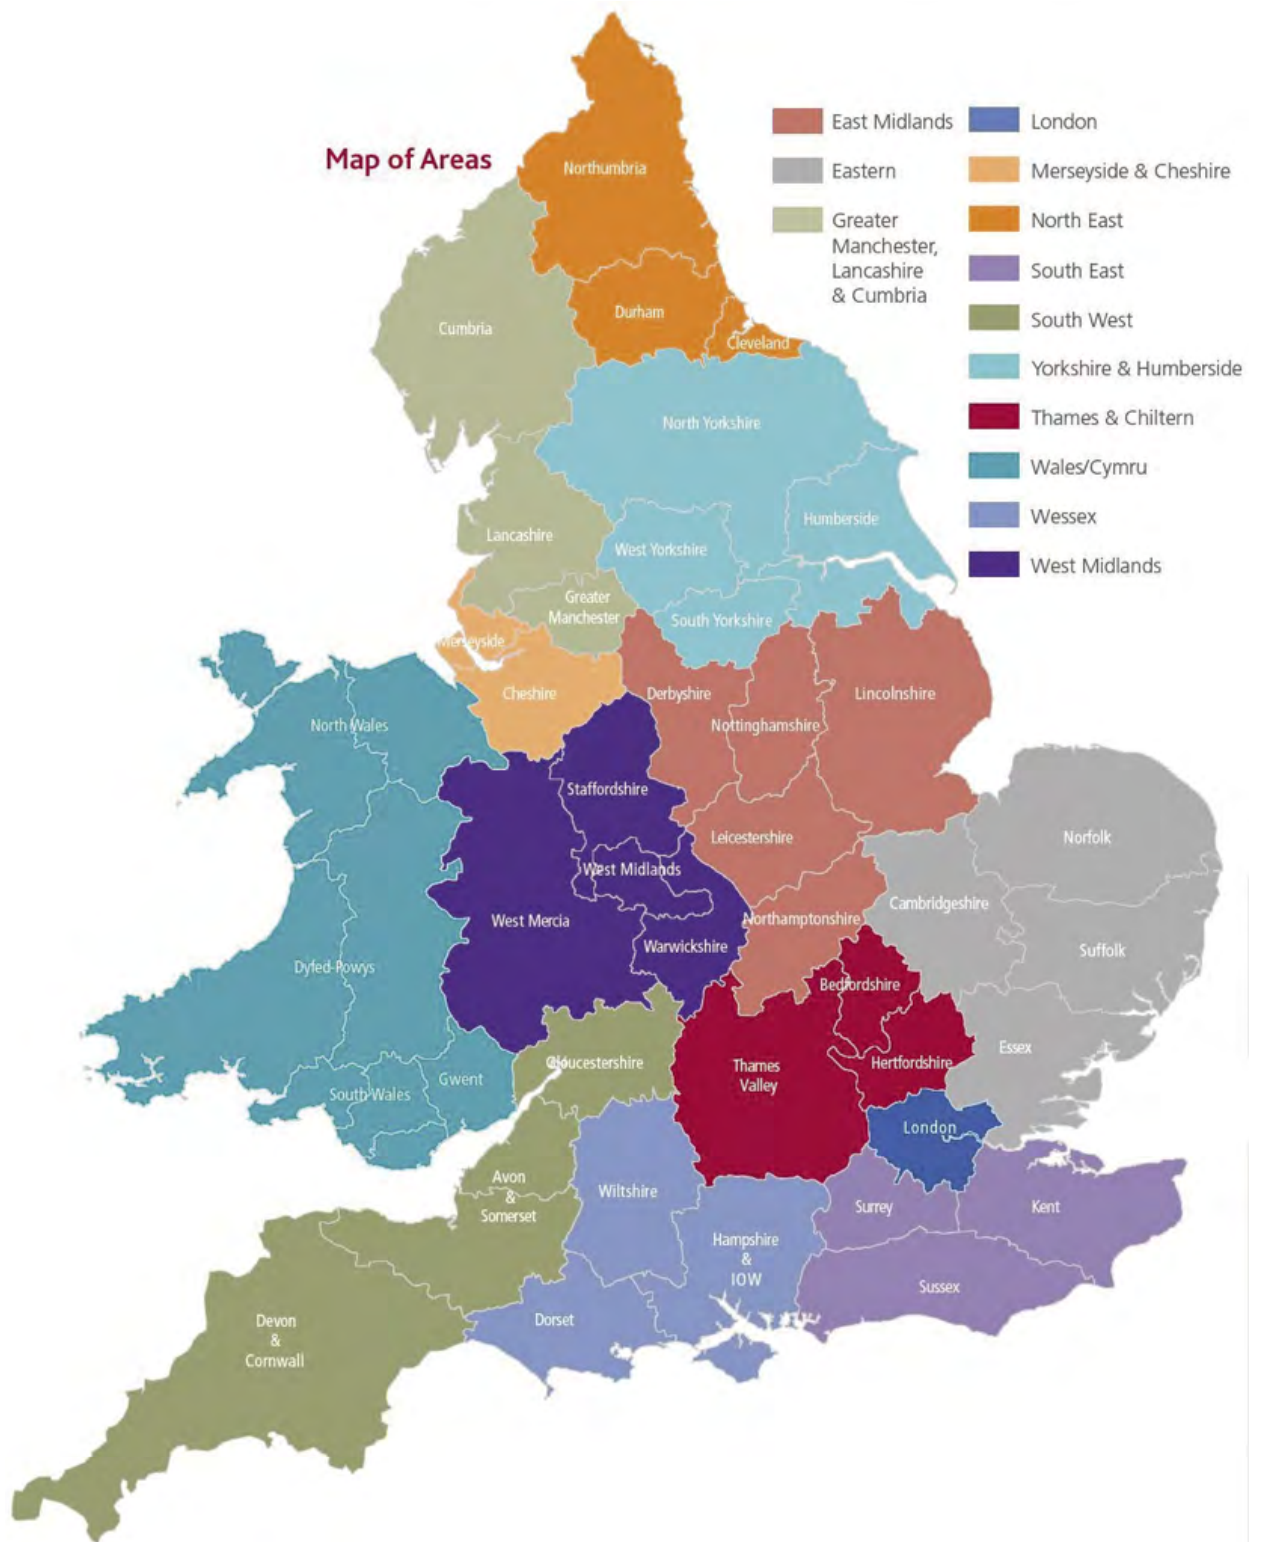 Map of Areas
East Midlands
Eastern
Greater
Manchester,
Lancashire
& Cumbria
London
Merseyside & Cheshire
North East
South East
South West
Yorkshire & Humberside
Thames & Chiltern
Wales/Cymru
Wessex
West Midlands
Northumbria
Durham
Cleveland
Cumbria
North Yorkshire
Humberside
Lancashire
West Yorkshire
Greater
Manchester
South Yorkshire
Merseyside
Cheshire
Derbyshire
Lincolnshire
North Wales
Nottinghamshire
Staffordshire
Leicestershire
Norfolk
West Midlands
Cambridgeshire
West Mercia
Northamptonshire
Warwickshire
Suffolk
Dyfed-Powys
Bedfordshire
Essex
Gloucestershire
Thames
Valley
Hertfordshire
Gwent
South Wales
London
Avon
&
Somerset
Wiltshire
Surrey
Kent
Hampshire
&
IOW
Sussex
Devon
&
Cornwall
Dorset